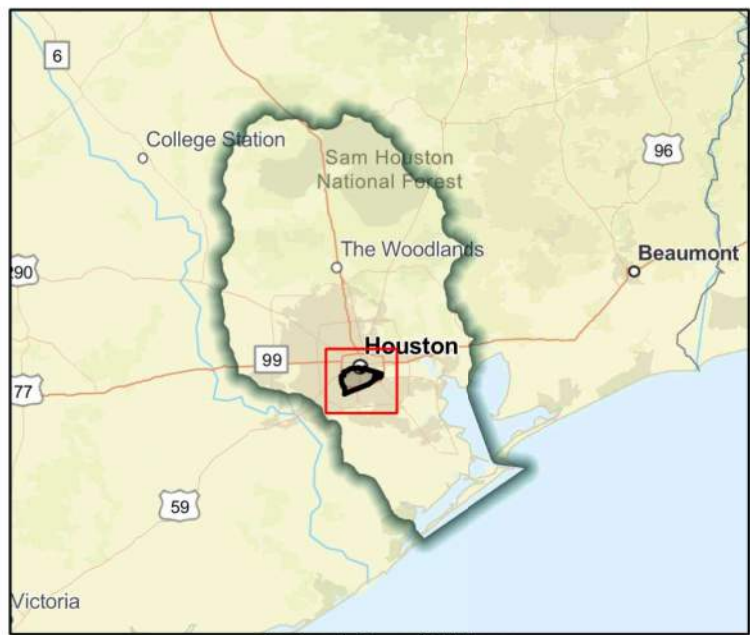 6
College Station
Sam Houston
National Forest
96
The Woodlands
Beaumont
290
Houston
99
77
59
Victoria